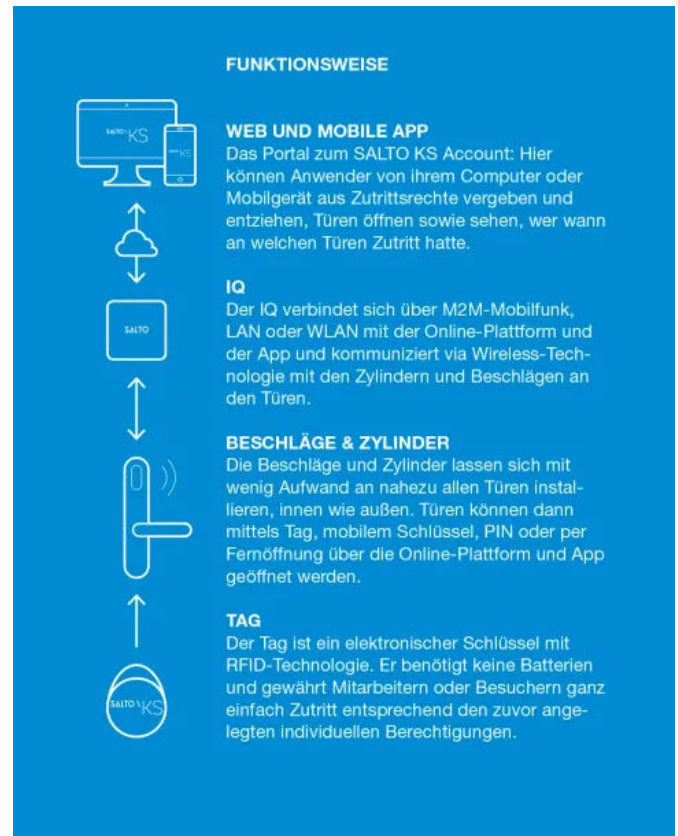 FUNKTIONSWEISE
SALTO KS
KS
WEB UND MOBILE APP
Das Portal zum SALTO KS Account: Hier
können Anwender von ihrem Computer oder
Mobilgerät aus Zutrittsrechte vergeben und
entziehen, Türen öffnen sowie sehen, wer wann
an welchen Türen Zutritt hatte.
IQ
SALTO
Der IQ verbindet sich über M2M-Mobilfunk,
LAN oder WLAN mit der Online-Plattform und
der App und kommuniziert via Wireless-Tech-
nologie mit den Zylindern und Beschlägen an
den Türen.
BESCHLÄGE & ZYLINDER
Die Beschläge und Zylinder lassen sich mit
wenig Aufwand an nahezu allen Türen instal-
lieren, innen wie außen. Türen können dann
mittels Tag, mobilem Schlüssel, PIN oder per
Fernöffnung über die Online-Plattform und App
geöffnet werden.
TAG
Der Tag ist ein elektronischer Schlüssel mit
RFID-Technologie. Er benötigt keine Batterien
und gewährt Mitarbeitern oder Besuchern ganz
einfach Zutritt entsprechend den zuvor ange-
legten individuellen Berechtigungen.
SALTO KS